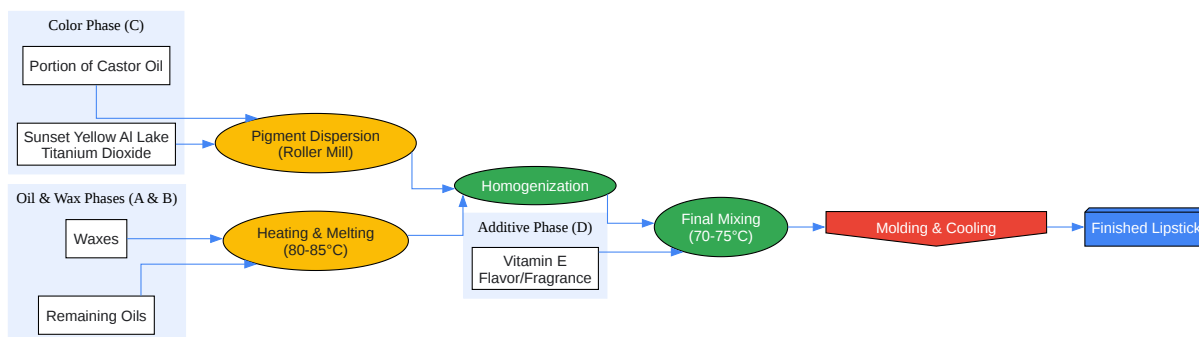 Color Phase (C)
Portion of Castor Oil
Sunset Yellow Al Lake
Titanium Dioxide
Pigment Dispersion
(Roller Mill)
Oil & Wax Phases (A & B)
Waxes
Remaining Oils
Heating & Melting
(80-85°C)
Homogenization
Additive Phase (D)
Vitamin E
Flavor/Fragrance
Final Mixing
(70-75°C)
Molding & Cooling
Finished Lipstick